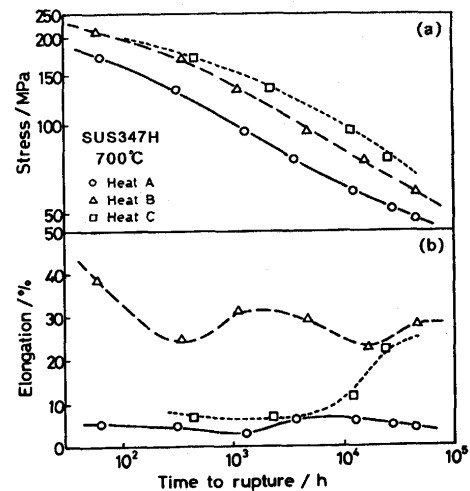 (a)
250
200
150
100
50
Stress / MPa
SUS347H
700℃
○ Heat A
△ Heat B
□ Heat C
(b)
50
40
30
20
10
0
Elongation / %
10² 10³ 10⁴ 10⁵
Time to rupture / h